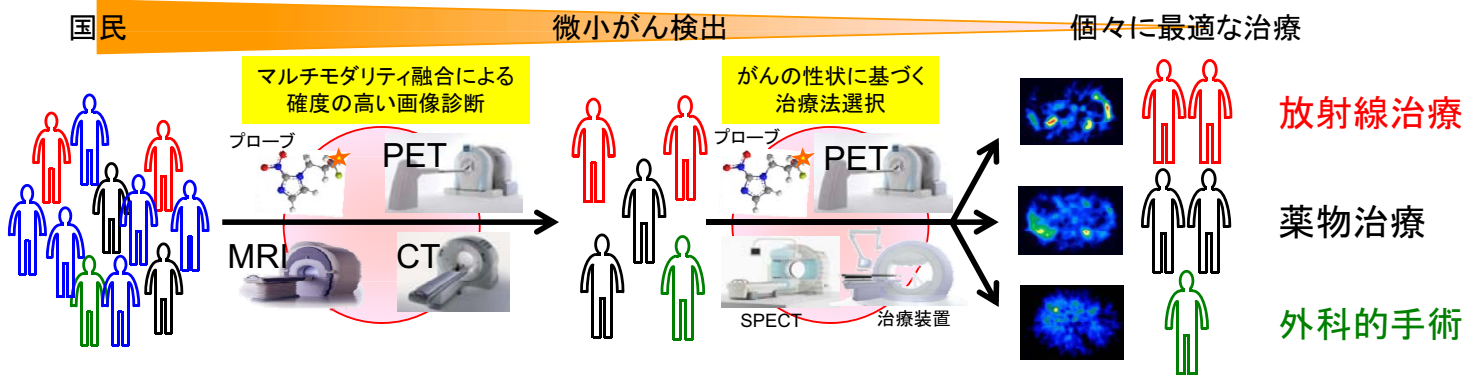 国民
微小がん検出
個々に最適な治療
マルチモダリティ融合による
確度の高い画像診断
プローブ
PET
MRI
CT
がんの性状に基づく
治療法選択
プローブ
PET
SPECT
治療装置
放射線治療
薬物治療
外科的手術